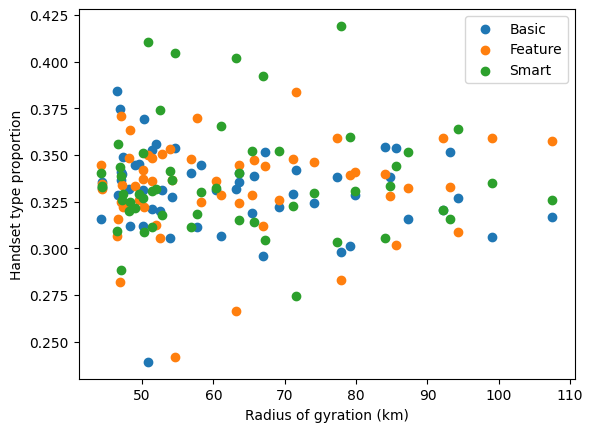 0.425
0.400
0.375
0.350
0.325
0.300
0.275
0.250
Handset type proportion
Basic
Feature
Smart
50 60 70 80 90 100 110
Radius of gyration (km)